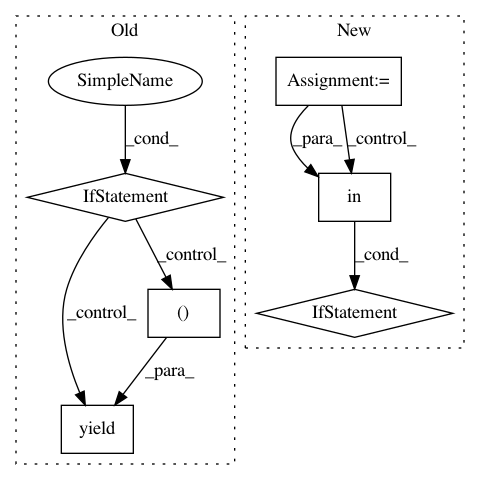 Old
SimpleName
_cond_
IfStatement
_control_
_control_
()
_para_
yield
New
Assignment:=
_para_
_control_
in
_cond_
IfStatement